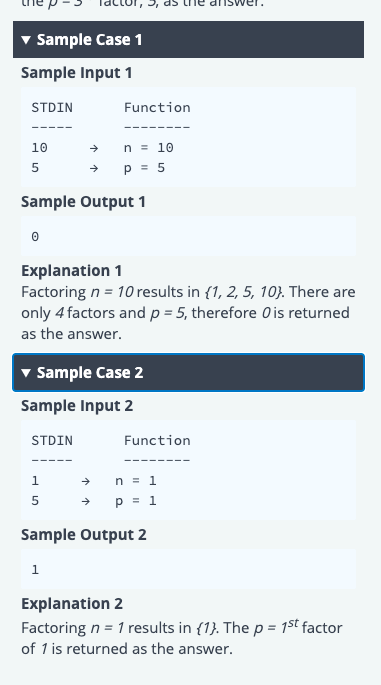 the p = 3 factor, 5, as the answer.
▼ Sample Case 1
Sample Input 1
STDIN Function
----- --------
10 → n = 10
5 → p = 5
Sample Output 1
0
Explanation 1
Factoring n = 10 results in {1, 2, 5, 10}. There are
only 4 factors and p = 5, therefore 0 is returned
as the answer.
▼ Sample Case 2
Sample Input 2
STDIN Function
----- --------
1 → n = 1
5 → p = 1
Sample Output 2
1
Explanation 2
Factoring n = 1 results in {1}. The p = 1st factor
of 1 is returned as the answer.